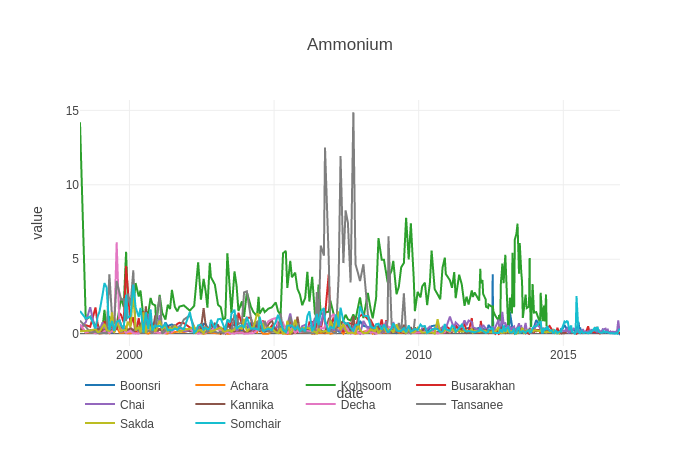 Ammonium
value
15
10
5
0
2000 2005 2010 2015
date
Boonsri Achara Kohsoom Busarakhan
Chai Kannika Decha Tansanee
Sakda Somchair